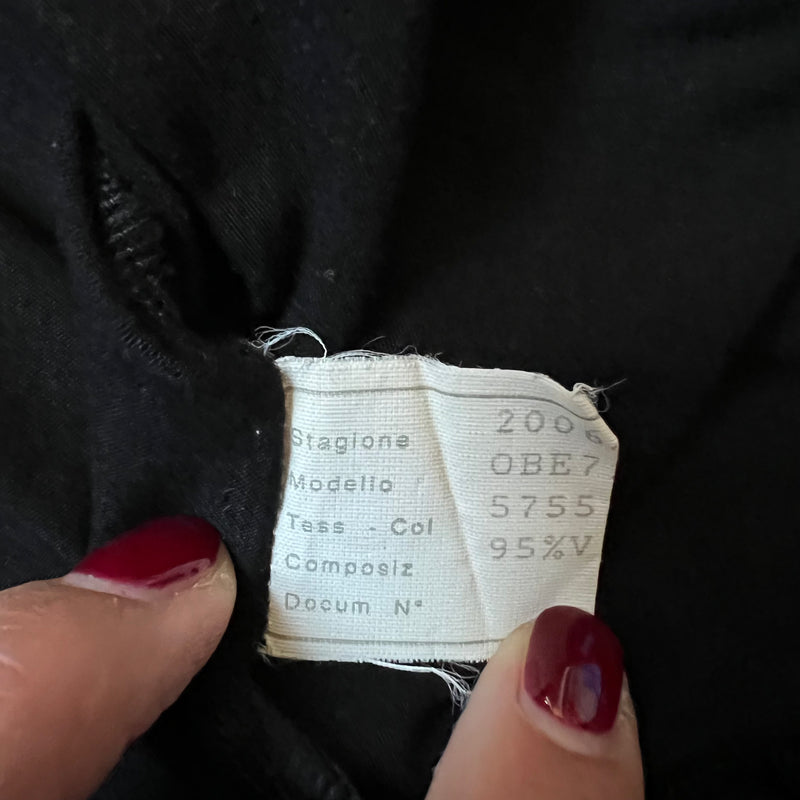 Stagione 2006
Modello OBE7
Tess - Col 5755
Composiz 95%V
Docum N°